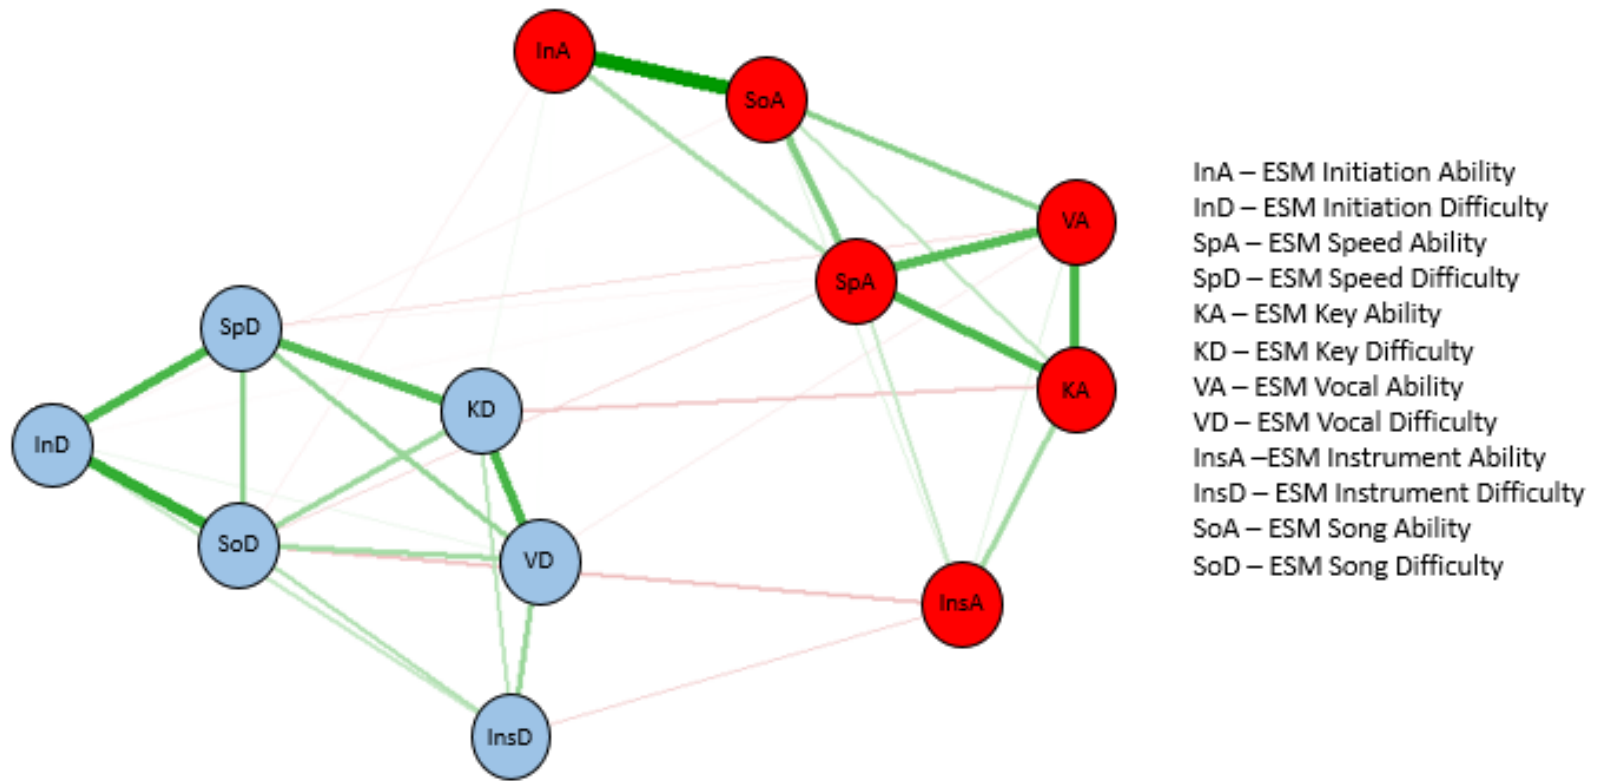 InA
SoA
VA
SpA
SpD
KA
KD
InD
SoD
VD
InsA
InsD
InA – ESM Initiation Ability
InD – ESM Initiation Difficulty
SpA – ESM Speed Ability
SpD – ESM Speed Difficulty
KA – ESM Key Ability
KD – ESM Key Difficulty
VA – ESM Vocal Ability
VD – ESM Vocal Difficulty
InsA –ESM Instrument Ability
InsD – ESM Instrument Difficulty
SoA – ESM Song Ability
SoD – ESM Song Difficulty